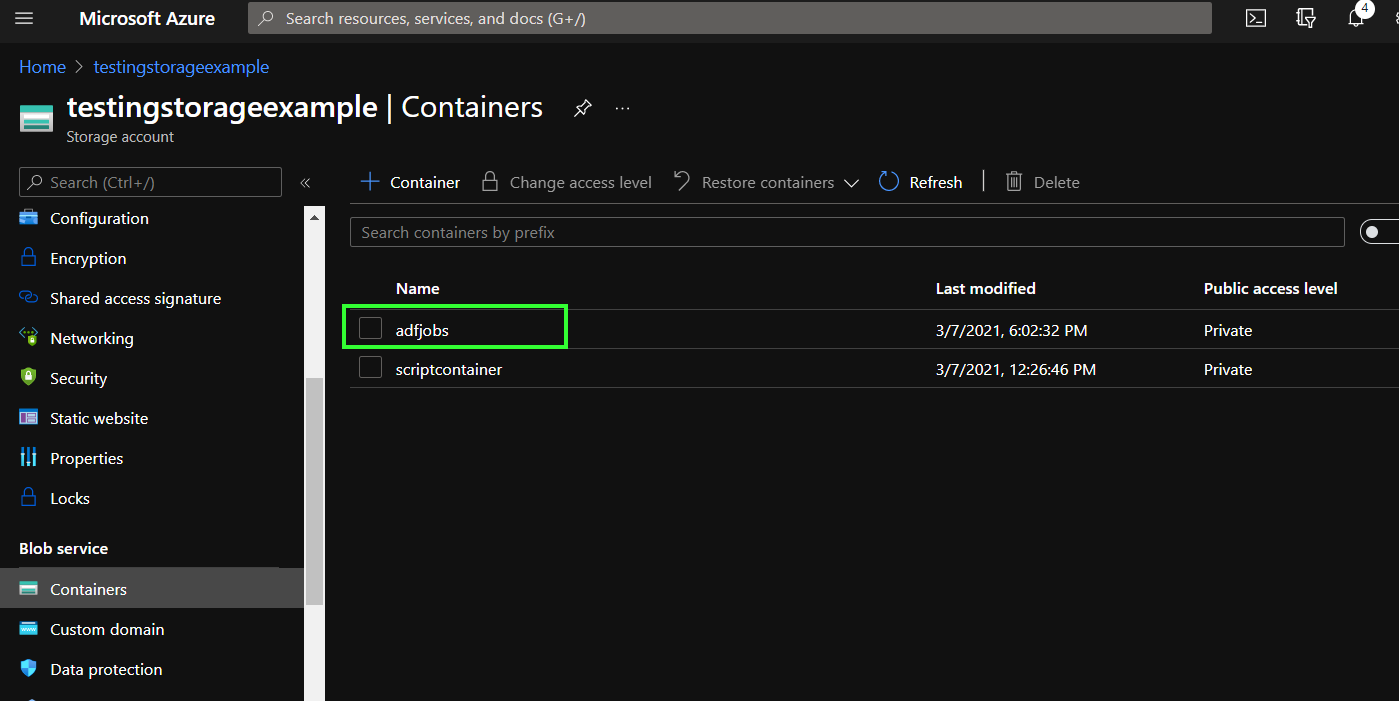 Microsoft Azure
Search resources, services, and docs (G+/)
4
Home > testingstorageexample
testingstorageexample | Containers
...
Storage account
Search (Ctrl+/)
«
Configuration
Encryption
Shared access signature
Networking
Security
Static website
Properties
Locks
Blob service
Containers
Custom domain
Data protection
+ Container
Change access level
Restore containers
Refresh
Delete
Search containers by prefix
Name Last modified Public access level
adfjobs 3/7/2021, 6:02:32 PM Private
scriptcontainer 3/7/2021, 12:26:46 PM Private